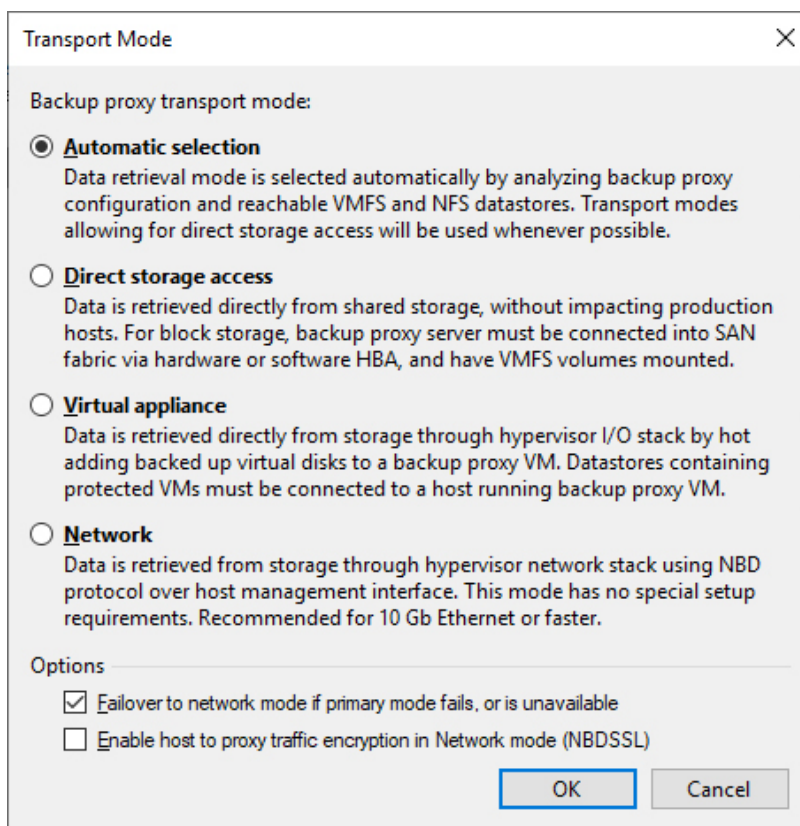 Transport Mode
Backup proxy transport mode:
Automatic selection
Data retrieval mode is selected automatically by analyzing backup proxy
configuration and reachable VMFS and NFS datastores. Transport modes
allowing for direct storage access will be used whenever possible.
Direct storage access
Data is retrieved directly from shared storage, without impacting production
hosts. For block storage, backup proxy server must be connected into SAN
fabric via hardware or software HBA, and have VMFS volumes mounted.
Virtual appliance
Data is retrieved directly from storage through hypervisor I/O stack by hot
adding backed up virtual disks to a backup proxy VM. Datastores containing
protected VMs must be connected to a host running backup proxy VM.
Network
Data is retrieved from storage through hypervisor network stack using NBD
protocol over host management interface. This mode has no special setup
requirements. Recommended for 10 Gb Ethernet or faster.
Options
Failover to network mode if primary mode fails, or is unavailable
Enable host to proxy traffic encryption in Network mode (NBDSSL)
OK Cancel